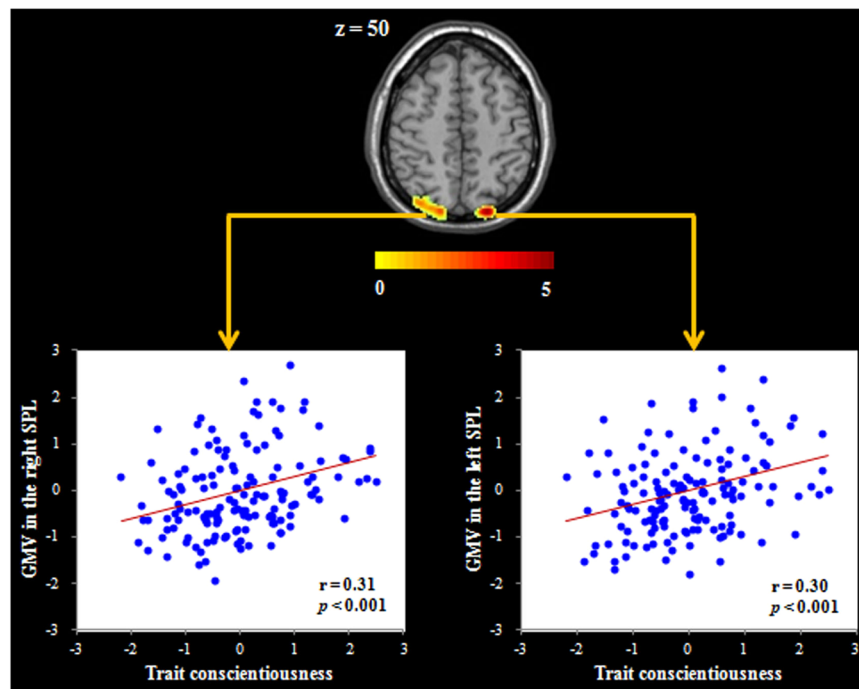 z = 50
0 5
GMV in the right SPL
3
2
1
0
-1
-2
-3
r = 0.31
p < 0.001
-3 -2 -1 0 1 2 3
Trait conscientiousness
GMV in the left SPL
3
2
1
0
-1
-2
-3
r = 0.30
p < 0.001
-3 -2 -1 0 1 2 3
Trait conscientiousness